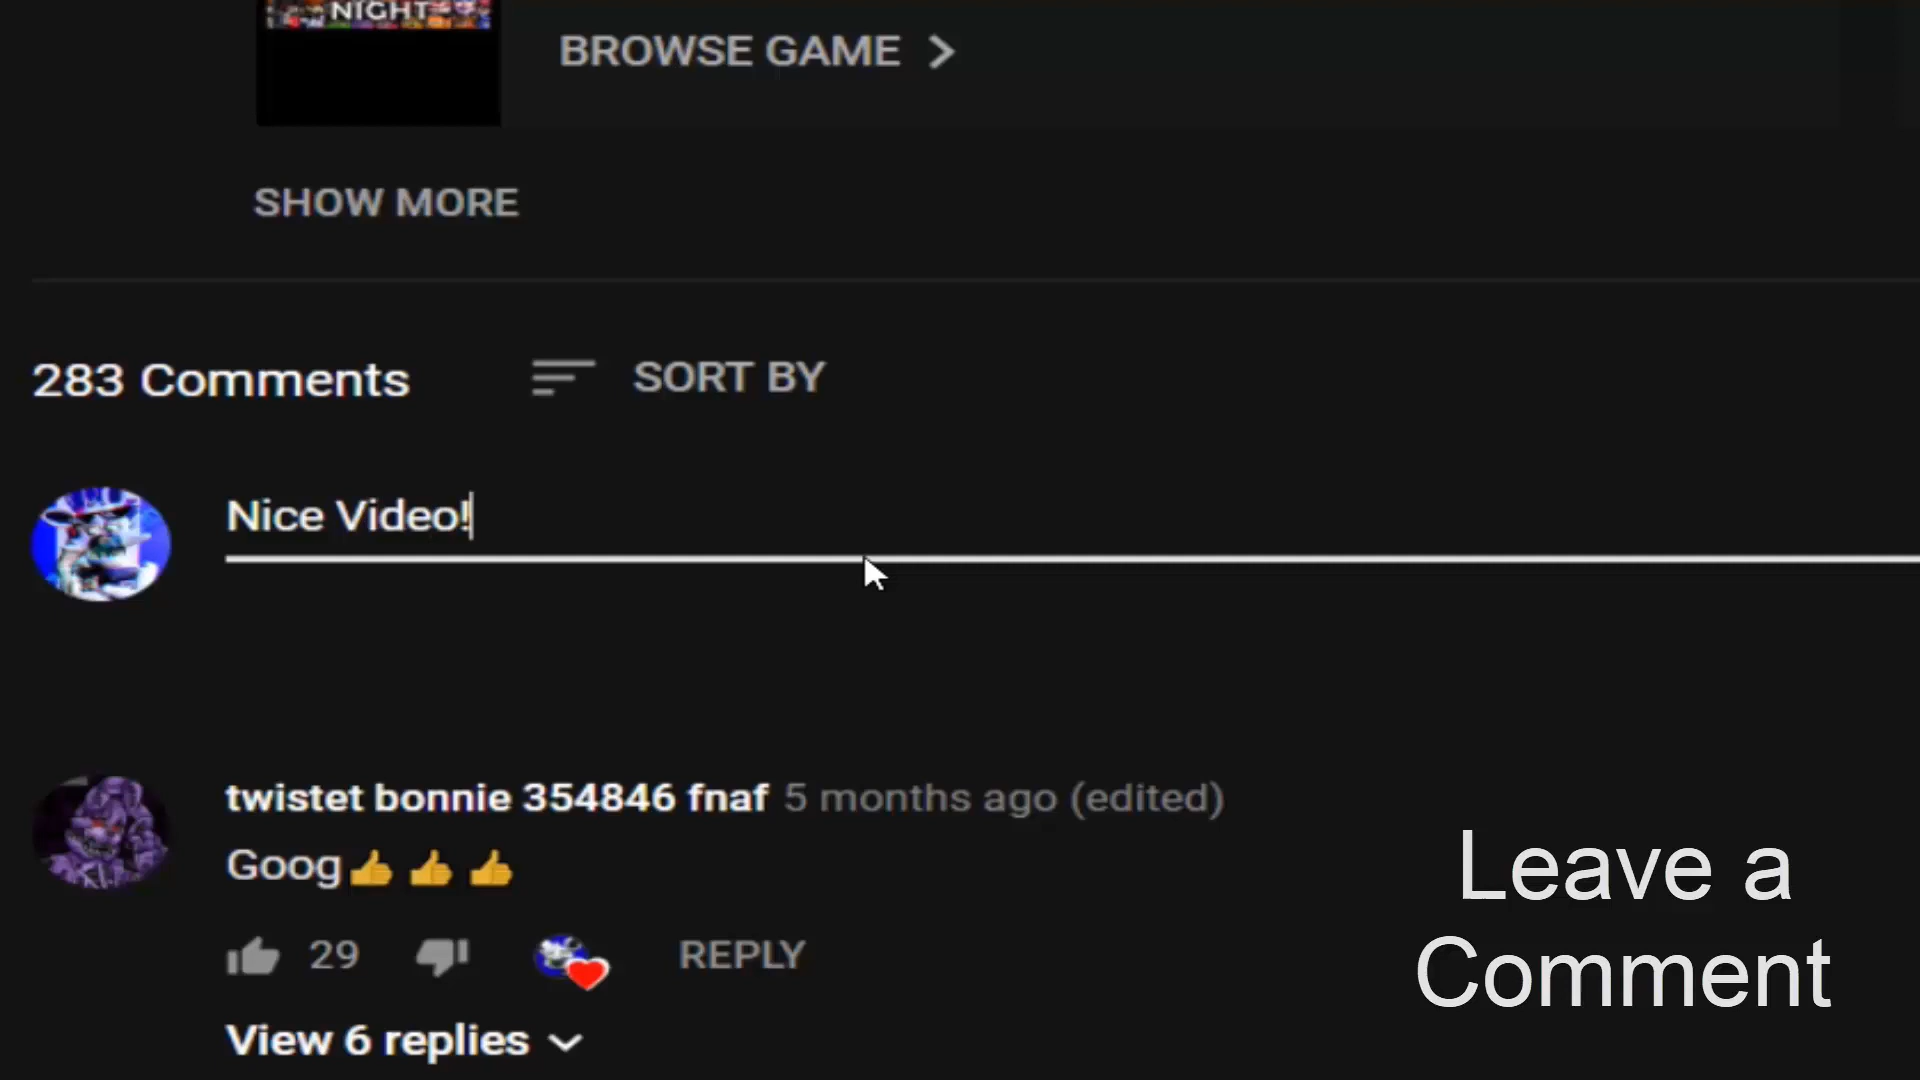 NIGHT
BROWSE GAME
SHOW MORE
283 Comments
SORT BY
Nice Video!
twistet bonnie 354846 fnaf 5 months ago (edited)
Goog👍👍👍
29
REPLY
View 6 replies
Leave a
Comment